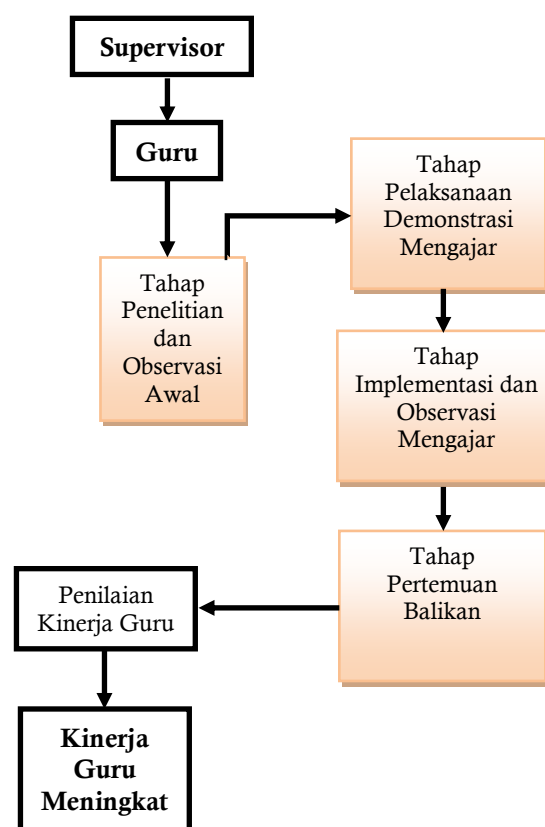 Supervisor
Guru
Tahap
Penelitian
dan
Observasi
Awal
Tahap
Pelaksanaan
Demonstrasi
Mengajar
Tahap
Implementasi dan
Observasi
Mengajar
Tahap
Pertemuan
Balikan
Penilaian
Kinerja Guru
Kinerja
Guru
Meningkat